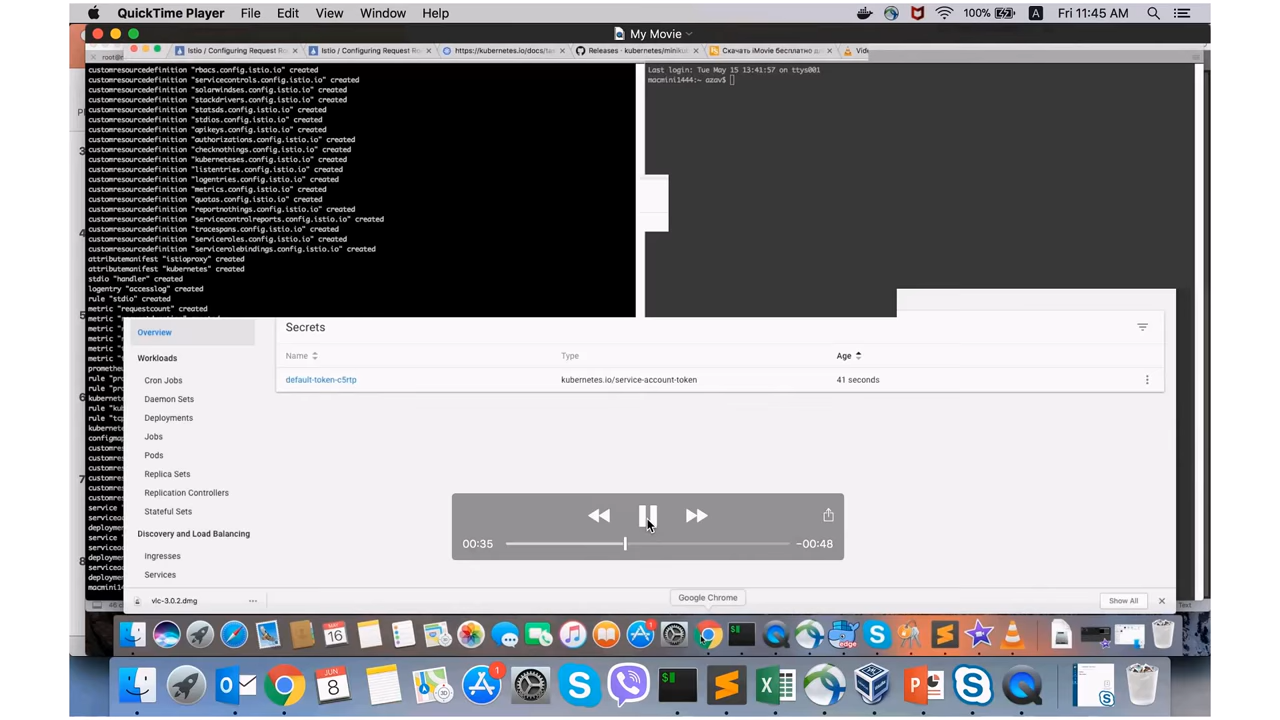 QuickTime Player File Edit View Window Help 100% A Fri 11:45 AM
My Movie
Istio / Configuring Request Ro Istio / Configuring Request Ro https://kubernetes.io/docs/tas Releases · kubernetes/miniku Скачать iMovie бесплатно д Vide
customresourcedefinition "rbacs.config.istio.io" created
customresourcedefinition "servicecontrols.config.istio.io" created
customresourcedefinition "solarwindses.config.istio.io" created
customresourcedefinition "stackdrivers.config.istio.io" created
customresourcedefinition "statsds.config.istio.io" created
customresourcedefinition "stdios.config.istio.io" created
customresourcedefinition "apikeys.config.istio.io" created
customresourcedefinition "authorizations.config.istio.io" created
customresourcedefinition "checknothings.config.istio.io" created
customresourcedefinition "kuberneteses.config.istio.io" created
customresourcedefinition "listentries.config.istio.io" created
customresourcedefinition "logentries.config.istio.io" created
customresourcedefinition "metrics.config.istio.io" created
customresourcedefinition "quotas.config.istio.io" created
customresourcedefinition "reportnothings.config.istio.io" created
customresourcedefinition "servicecontrolreports.config.istio.io" created
customresourcedefinition "tracespans.config.istio.io" created
customresourcedefinition "serviceroles.config.istio.io" created
customresourcedefinition "servicerolebindings.config.istio.io" created
attributemanifest "istioproxy" created
attributemanifest "kubernetes" created
stdio "handler" created
logentry "accesslog" created
rule "stdio" created
metric "requestcount" created
Last login: Tue May 15 13:41:57 on ttys001
macmini1444:~ azav$
Overview
Workloads
Cron Jobs
Daemon Sets
Deployments
Jobs
Pods
Replica Sets
Replication Controllers
Stateful Sets
Discovery and Load Balancing
Ingresses
Services
Secrets
Name Type Age
default-token-c5rtp kubernetes.io/service-account-token 41 seconds
00:35 -00:48
vlc-3.0.2.dmg
Google Chrome
Show All
Text
MAY 16
edge
JUN 8